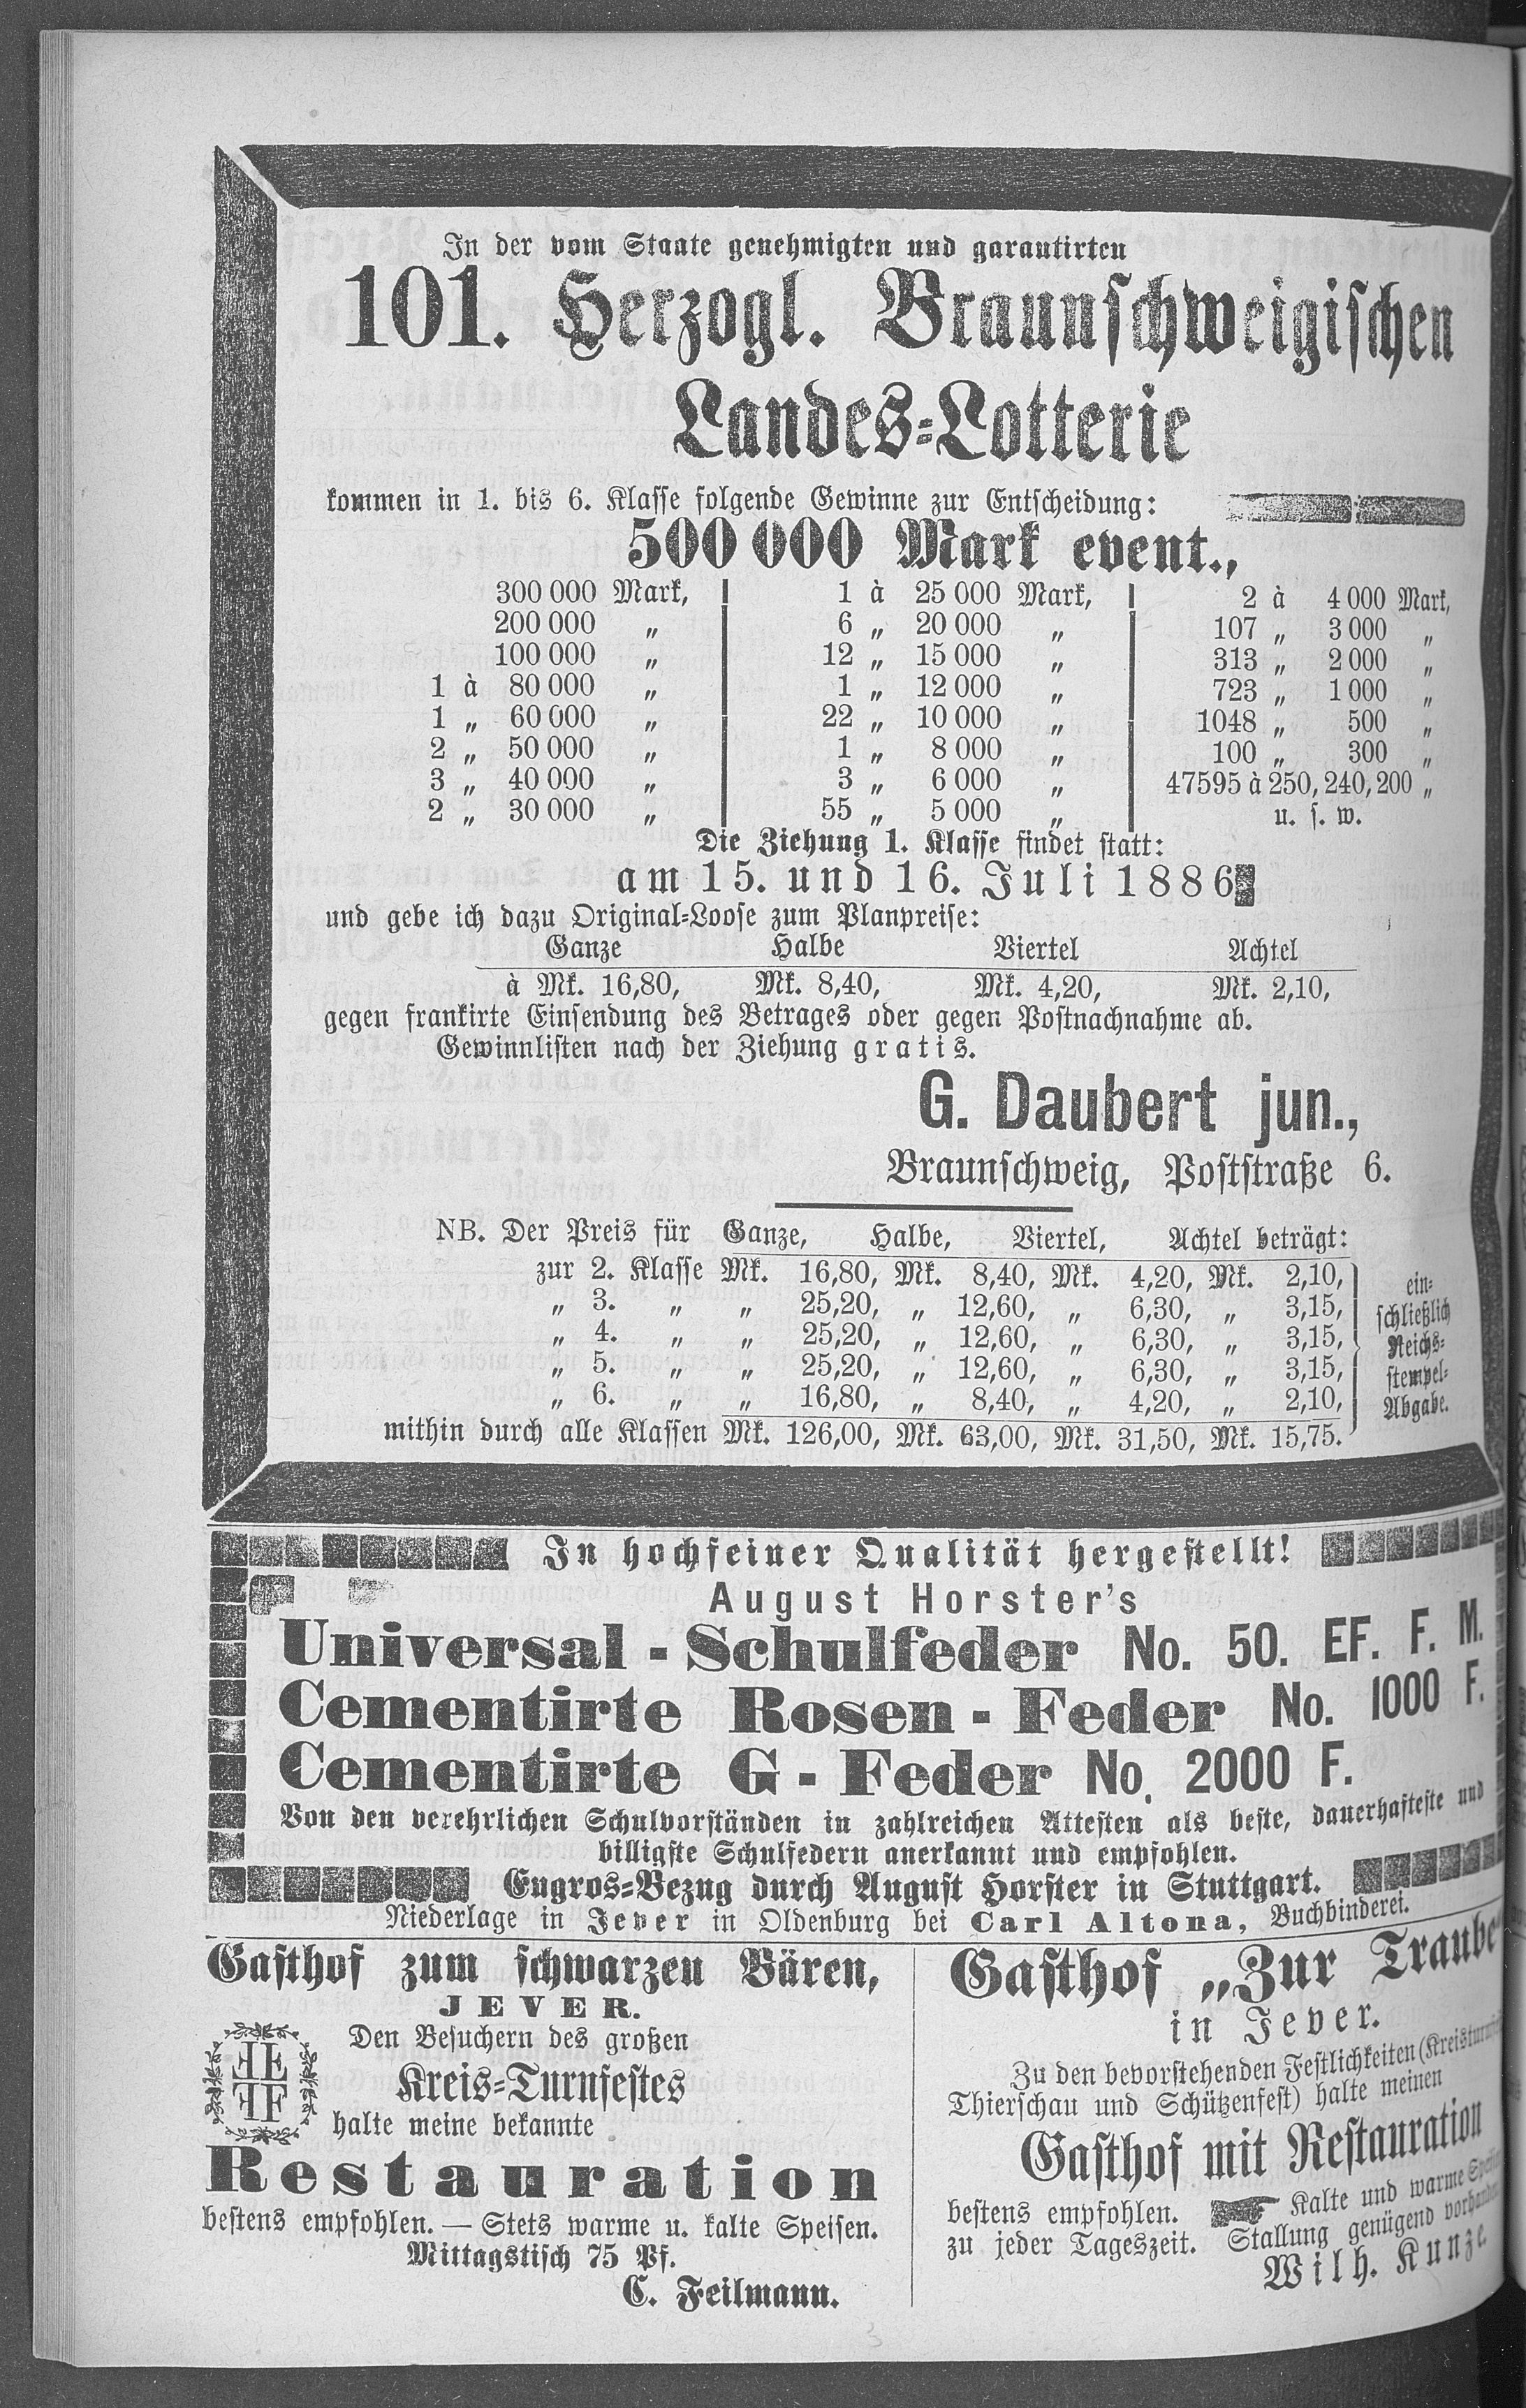 In der vom Staate genehmigten und garantirten
101. Herzogl. Braunschweigischen
Landes-Lotterie
kommen in 1. bis 6. Klasse folgende Gewinne zur Entscheidung:
500 000 Mark event.,
300 000 Mark, 1 à 25 000 Mark, 2 à 4 000 Mark,
200 000 „ 6 „ 20 000 „ 107 „ 3 000 „
100 000 „ 12 „ 15 000 „ 313 „ 2 000 „
1 à 80 000 „ 1 „ 12 000 „ 723 „ 1 000 „
1 „ 60 000 „ 22 „ 10 000 „ 1048 „ 500 „
2 „ 50 000 „ 1 „ 8 000 „ 100 „ 300 „
3 „ 40 000 „ 3 „ 6 000 „ 47595 à 250, 240, 200 „
2 „ 30 000 „ 55 „ 5 000 „ u. s. w.
Die Ziehung 1. Klasse findet statt:
am 15. und 16. Juli 1886
und gebe ich dazu Original-Loose zum Planpreise:
Ganze Halbe Viertel Achtel
à Mk. 16,80, Mk. 8,40, Mk. 4,20, Mk. 2,10,
gegen frankirte Einsendung des Betrages oder gegen Postnachnahme ab.
Gewinnlisten nach der Ziehung gratis.
G. Daubert jun.,
Braunschweig, Poststraße 6.
NB. Der Preis für Ganze, Halbe, Viertel, Achtel beträgt:
zur 2. Klasse Mk. 16,80, Mk. 8,40, Mk. 4,20, Mk. 2,10,
„ 3. „ „ 25,20, „ 12,60, „ 6,30, „ 3,15,
„ 4. „ „ 25,20, „ 12,60, „ 6,30, „ 3,15,
„ 5. „ „ 25,20, „ 12,60, „ 6,30, „ 3,15,
„ 6. „ „ 16,80, „ 8,40, „ 4,20, „ 2,10,
ein-
schließlich
Reichs-
stempel-
Abgabe.
mithin durch alle Klassen Mk. 126,00, Mk. 63,00, Mk. 31,50, Mk. 15,75.
In hochfeiner Qualität hergestellt!
August Horster's
Universal-Schulfeder No. 50. EF. F. M.
Cementirte Rosen-Feder No. 1000 F.
Cementirte G-Feder No. 2000 F.
Von den verehrlichen Schulvorständen in zahlreichen Attesten als beste, dauerhafteste und
billigste Schulfedern anerkannt und empfohlen.
Engros-Bezug durch August Horster in Stuttgart.
Niederlage in Jever in Oldenburg bei Carl Altona, Buchbinderei.
Gasthof zum schwarzen Bären,
JEVER.
Den Besuchern des großen
Kreis-Turnfestes
halte meine bekannte
Restauration
bestens empfohlen. — Stets warme u. kalte Speisen.
Mittagstisch 75 Pf.
C. Feilmann.
Gasthof „Zur Traube“
in Jever.
Zu den bevorstehenden Festlichkeiten
Thierschau und Schützenfest) halte meinen
Gasthof mit Restauration
bestens empfohlen. Kalte und warme
zu jeder Tageszeit. Stallung genügend vorhanden
Wilh. Kunze.